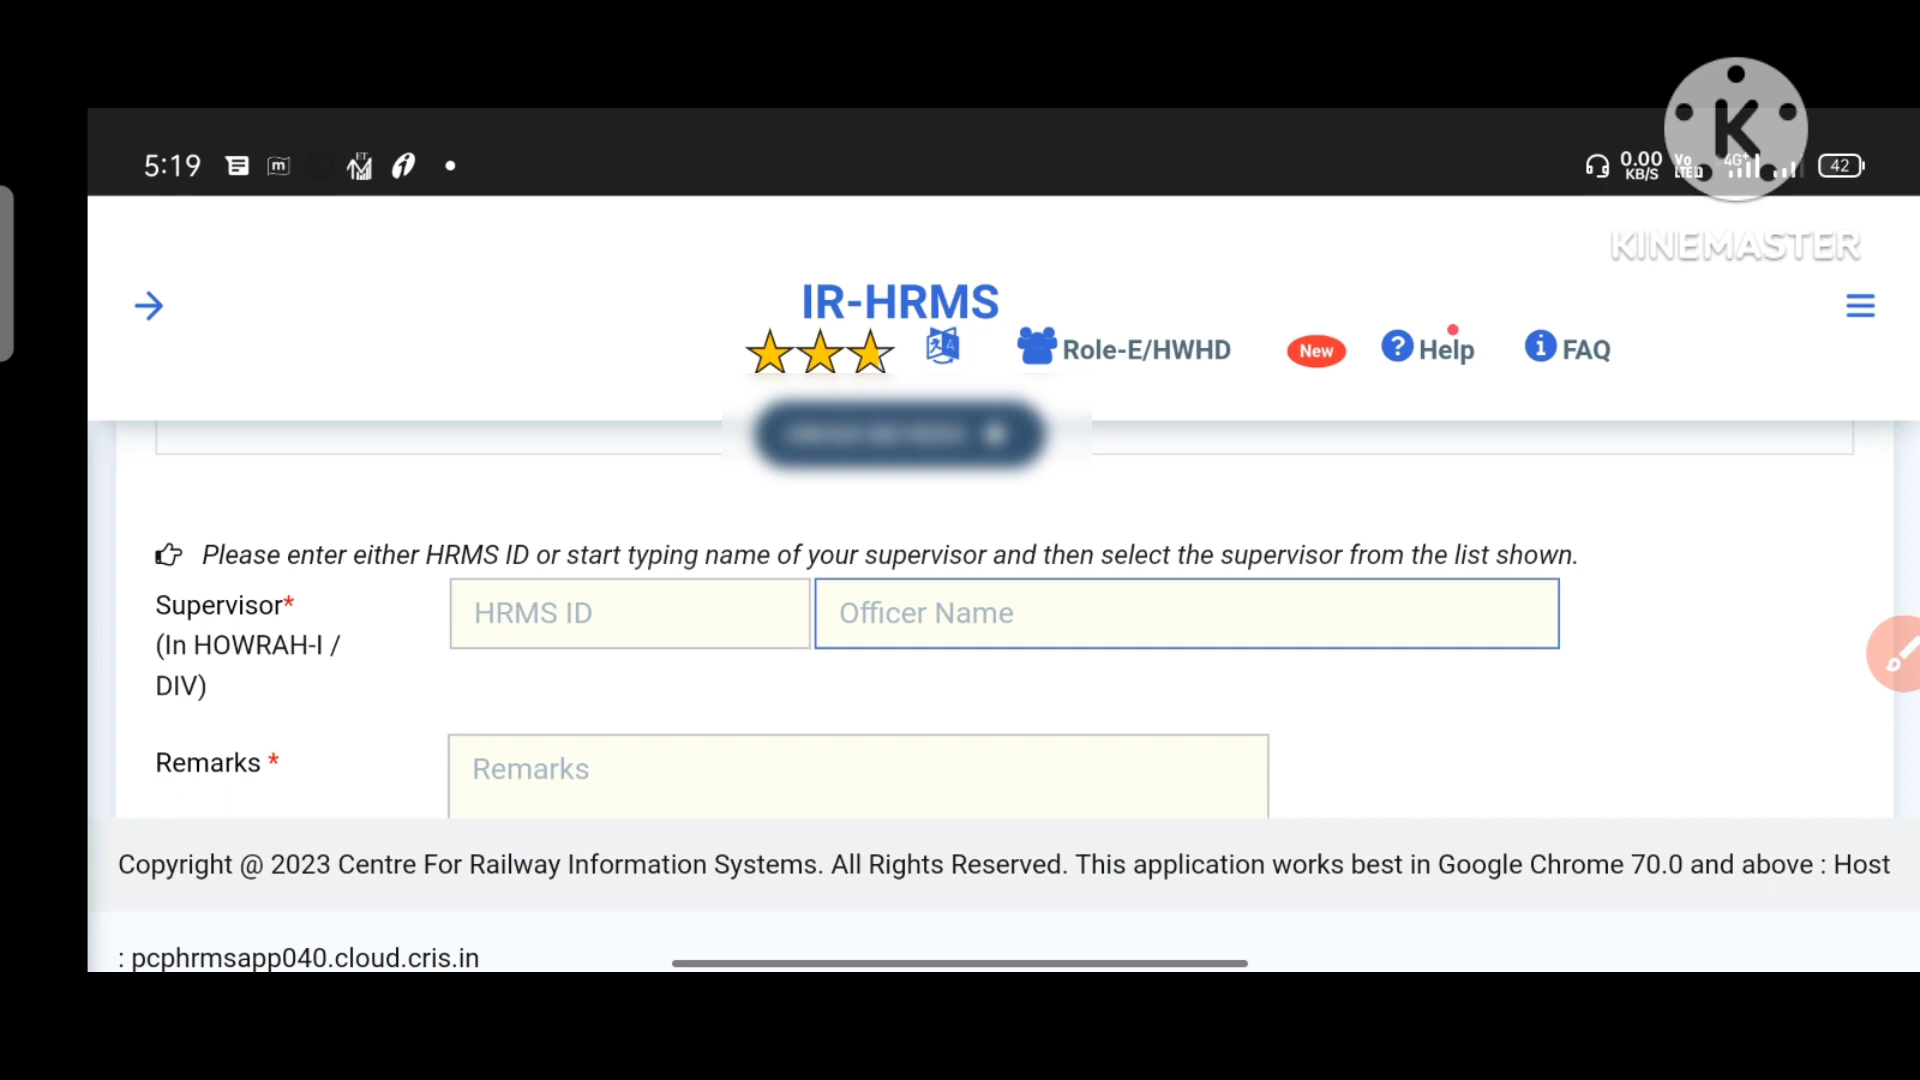 5:19
0.00
KB/S
Vo
LTE
4G+
42
K
KINEMASTER
IR-HRMS
Role-E/HWHD
New
Help
FAQ
Please enter either HRMS ID or start typing name of your supervisor and then select the supervisor from the list shown.
Supervisor*
HRMS ID
Officer Name
(In HOWRAH-I /
DIV)
Remarks *
Remarks
Copyright @ 2023 Centre For Railway Information Systems. All Rights Reserved. This application works best in Google Chrome 70.0 and above : Host
: pcphrmsapp040.cloud.cris.in